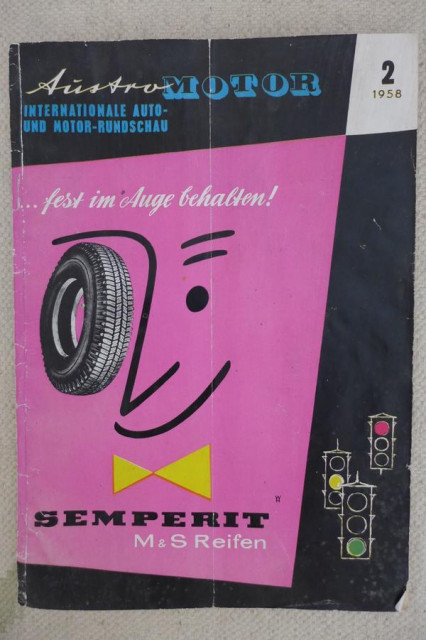 Austro MOTOR
2
1958
INTERNATIONALE AUTO-
UND MOTOR-RUNDSCHAU
... fest im Auge behalten!
SEMPERIT
M & S Reifen